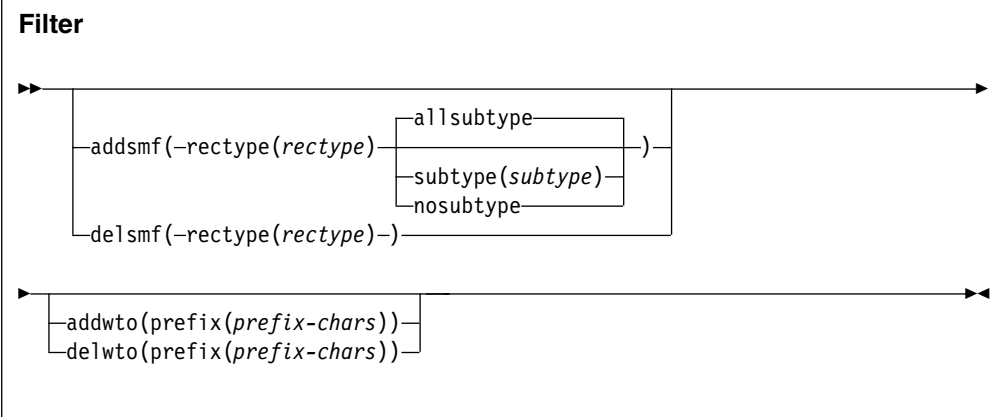 Filter
allsubtype
addsmf(rectype(rectype) )
subtype(subtype)
nosubtype
delsmf(rectype(rectype) )
addwto(prefix(prefix-chars))
delwto(prefix(prefix-chars))